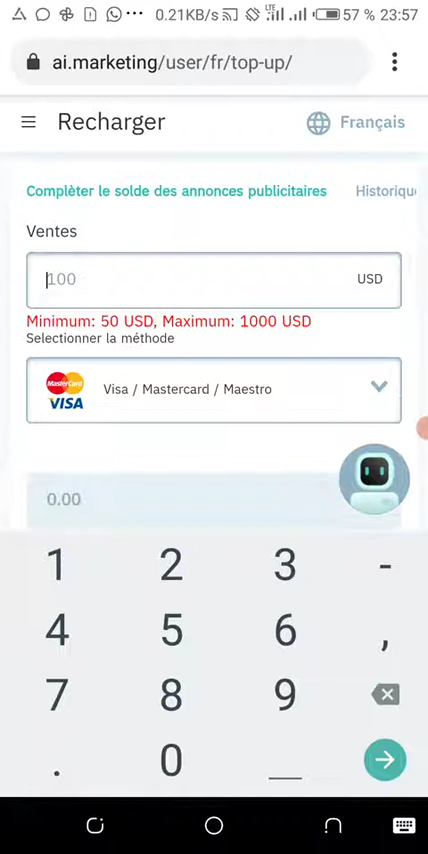 0.21KB/s LTE 57 % 23:57
ai.marketing/user/fr/top-up/
Recharger Français
Complèter le solde des annonces publicitaires Historiqu
Ventes
100 USD
Minimum: 50 USD, Maximum: 1000 USD
Selectionner la méthode
MasterCard
VISA
Visa / Mastercard / Maestro
0.00
1 2 3 -
4 5 6 ,
7 8 9
. 0 _